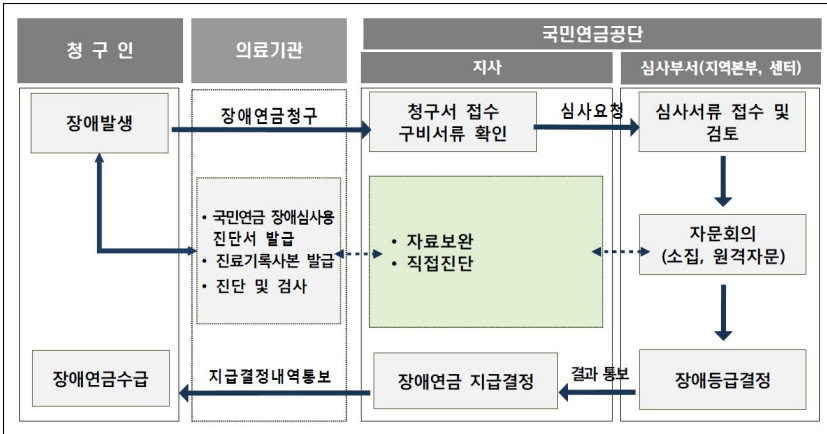 청 구 인
의료기관
국민연금공단
지사
심사부서(지역본부, 센터)
장애발생
장애연금청구
청구서 접수
구비서류 확인
심사요청
심사서류 접수 및
검토
• 국민연금 장애심사용
진단서 발급
• 진료기록사본 발급
• 진단 및 검사
• 자료보완
• 직접진단
자문회의
(소집, 원격자문)
장애연금수급
지급결정내역통보
장애연금 지급결정
결과 통보
장애등급결정